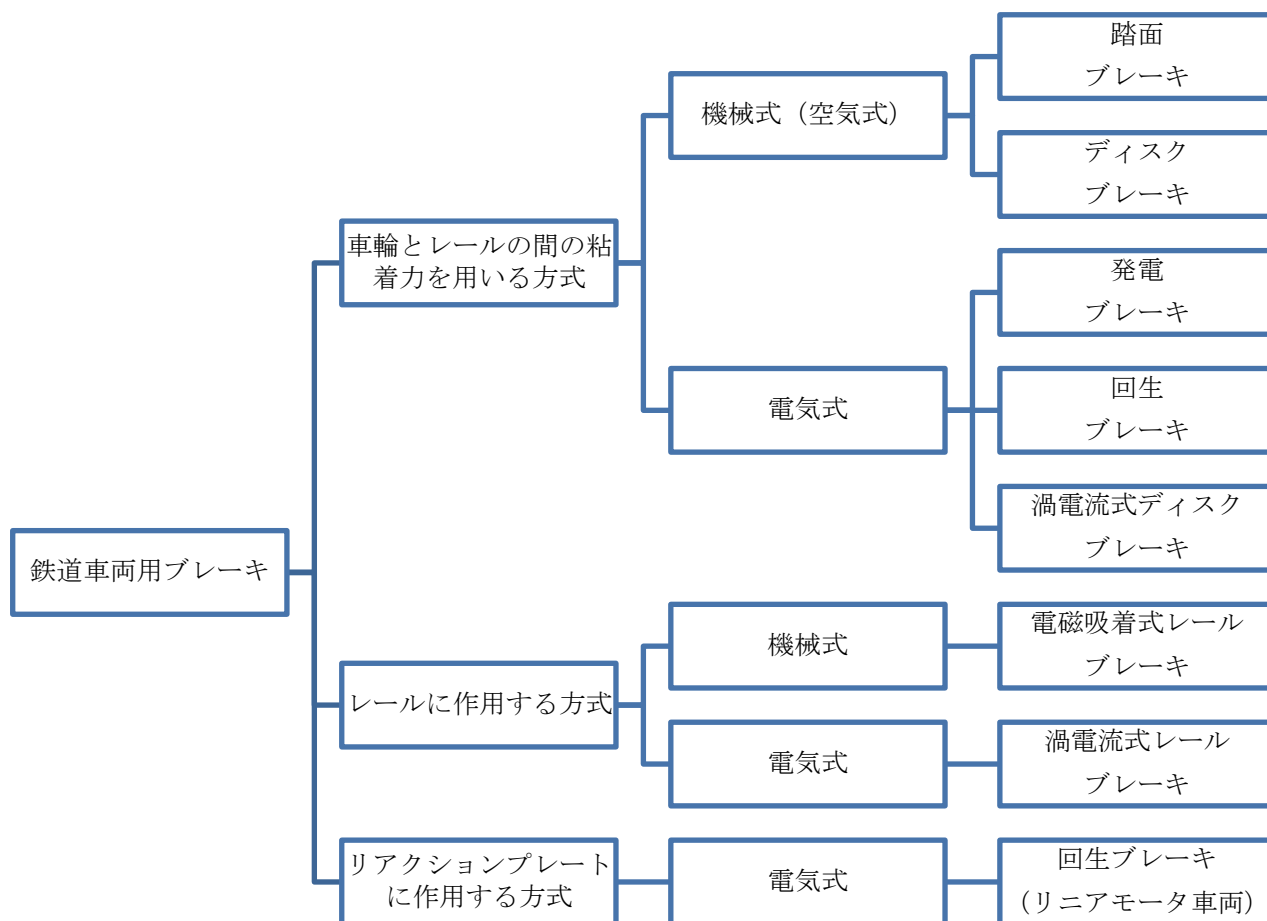 鉄道車両用ブレーキ
車輪とレールの間の粘
着力を用いる方式
機械式（空気式）
踏面
ブレーキ
ディスク
ブレーキ
電気式
発電
ブレーキ
回生
ブレーキ
渦電流式ディスク
ブレーキ
レールに作用する方式
機械式
電磁吸着式レール
ブレーキ
電気式
渦電流式レール
ブレーキ
リアクションプレート
に作用する方式
電気式
回生ブレーキ
（リニアモータ車両）